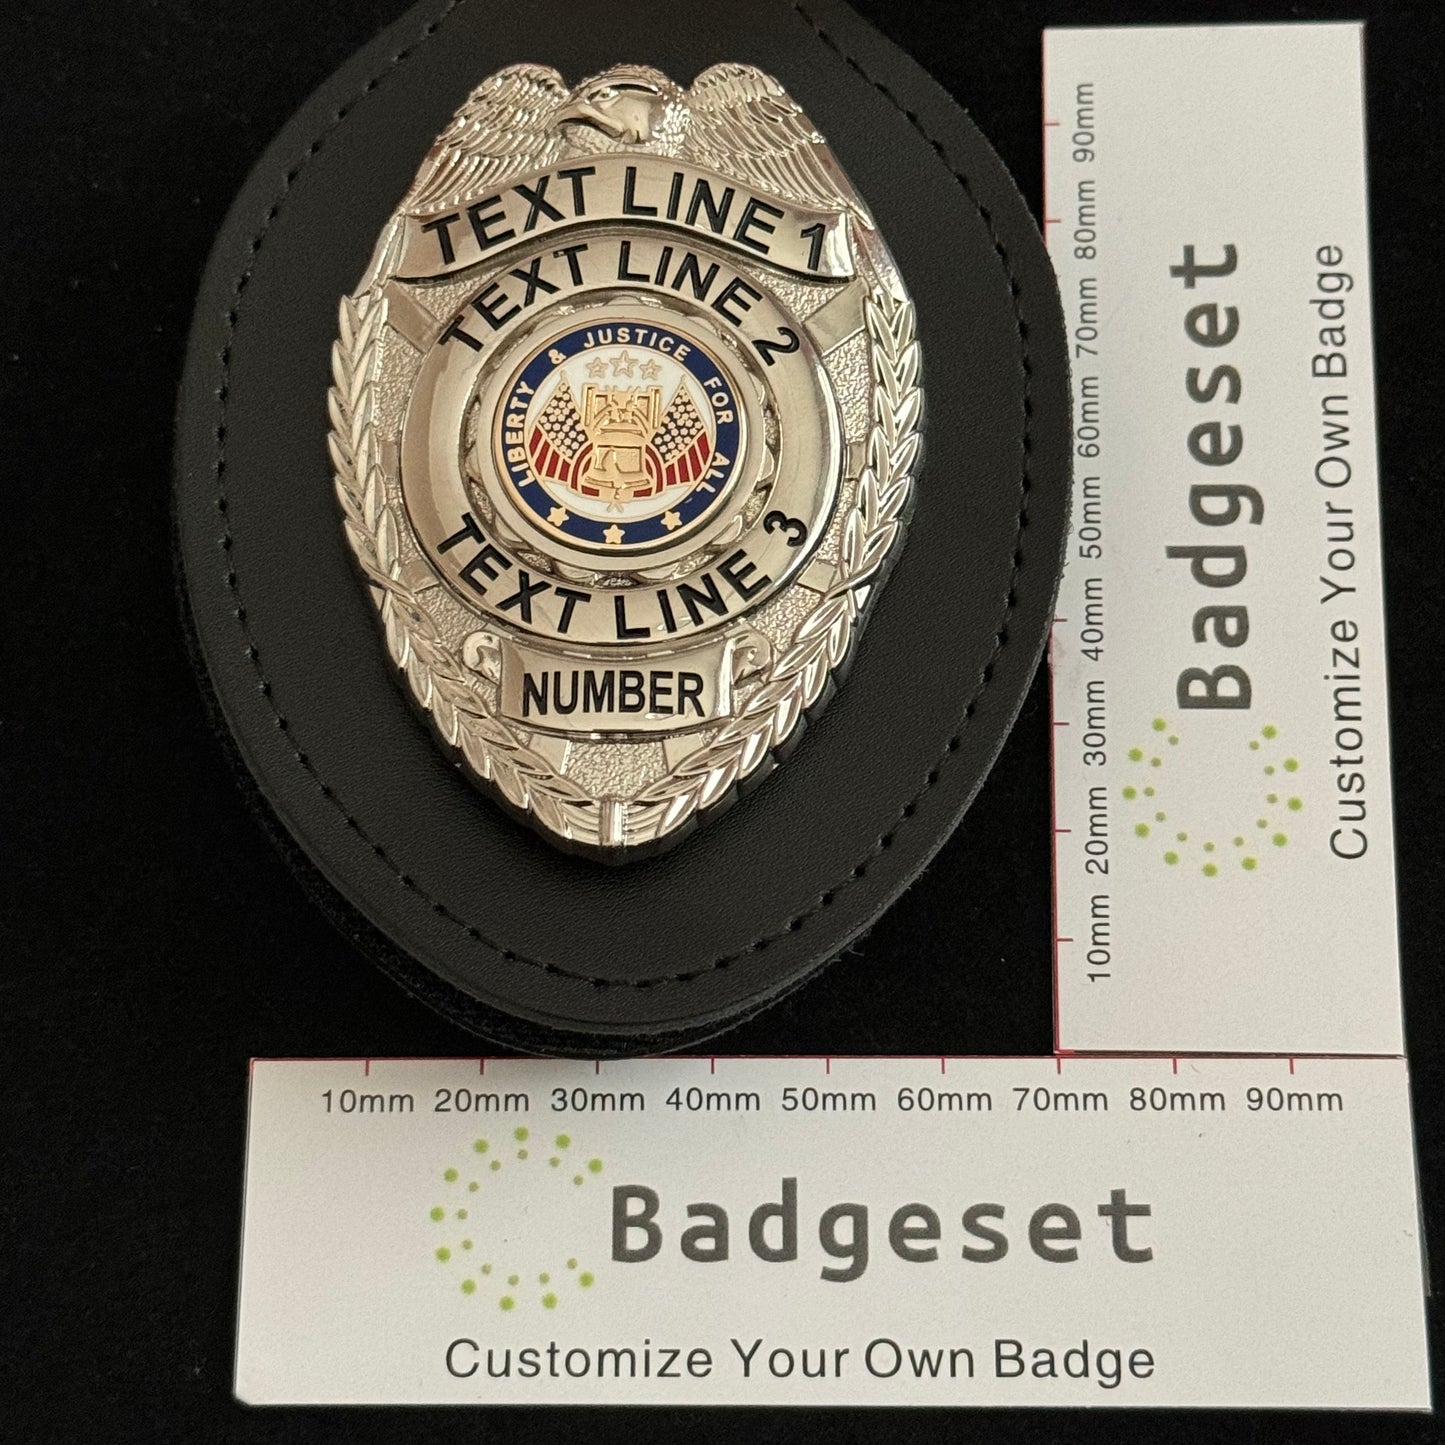 TEXT LINE 1
TEXT LINE 2
LIBERTY & JUSTICE FOR ALL
TEXT LINE 3
NUMBER
10mm 20mm 30mm 40mm 50mm 60mm 70mm 80mm 90mm
Badgeset
Customize Your Own Badge
10mm 20mm 30mm 40mm 50mm 60mm 70mm 80mm 90mm
Badgeset
Customize Your Own Badge